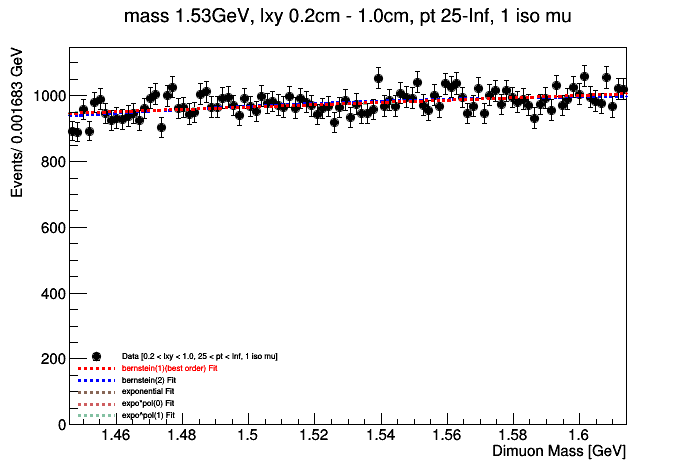 mass 1.53GeV, lxy 0.2cm - 1.0cm, pt 25-Inf, 1 iso mu
Events/ 0.001683 GeV
1000
800
600
400
200
0
Data [0.2 < lxy < 1.0, 25 < pt < Inf, 1 iso mu]
bernstein(1)(best order) Fit
bernstein(2) Fit
exponential Fit
expo*pol(0) Fit
expo^pol(1) Fit
1.46 1.48 1.5 1.52 1.54 1.56 1.58 1.6
Dimuon Mass [GeV]